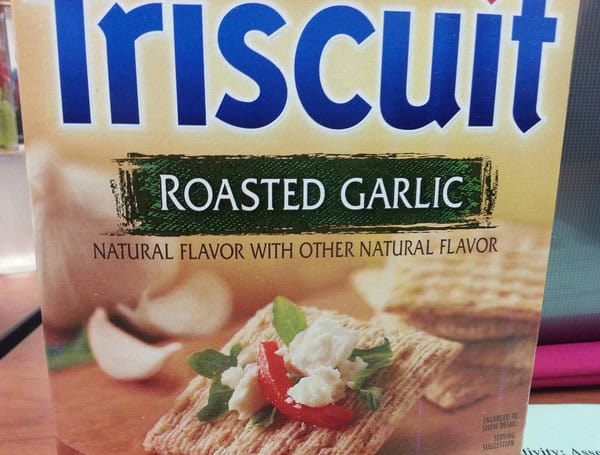 Triscuit
ROASTED GARLIC
NATURAL FLAVOR WITH OTHER NATURAL FLAVOR
ENLARGED TO
SHOW DETAIL
SERVING
SUGGESTION